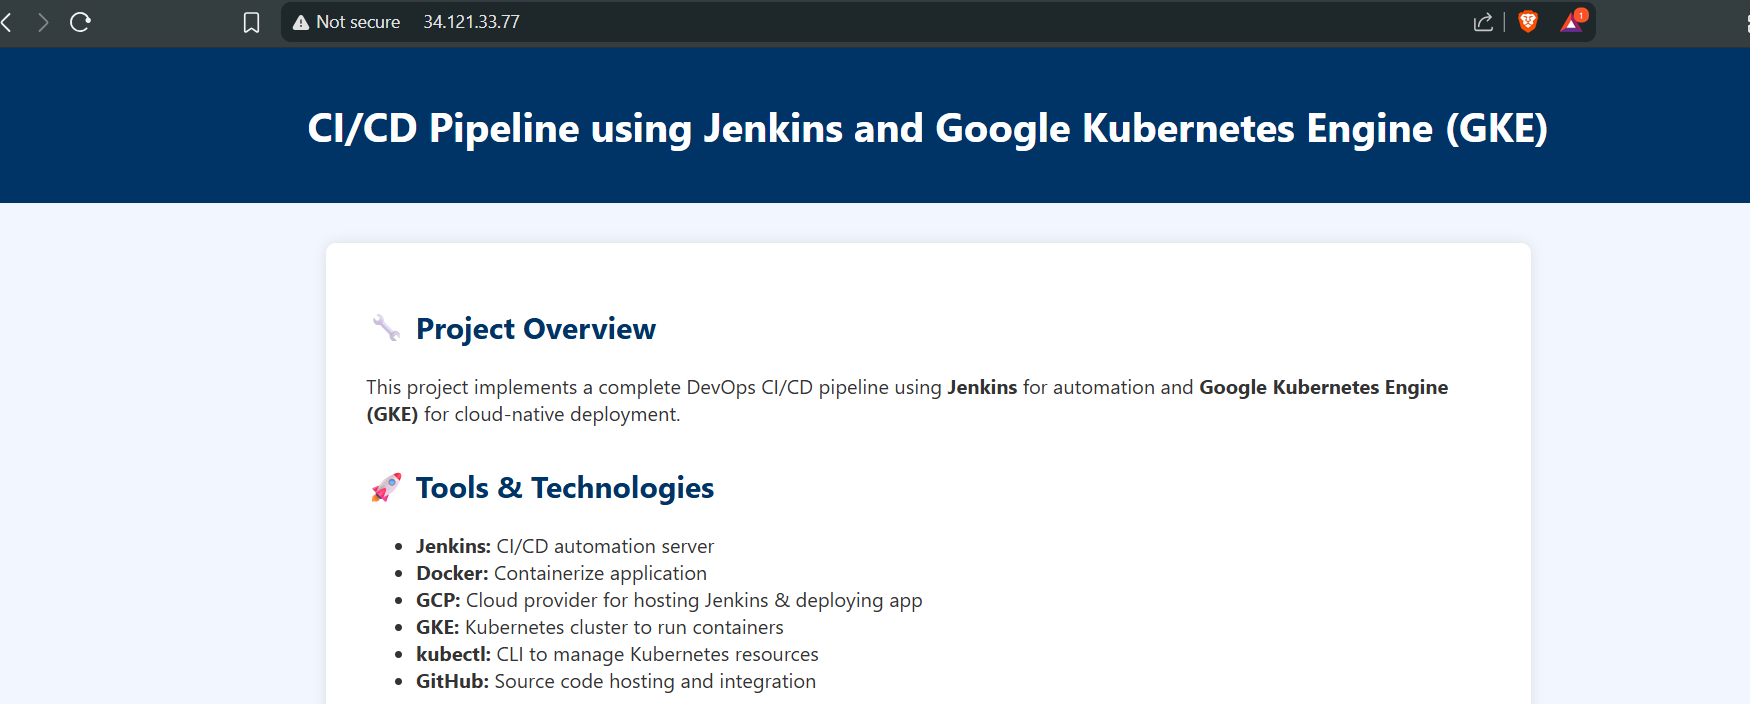 Not secure 34.121.33.77
1
CI/CD Pipeline using Jenkins and Google Kubernetes Engine (GKE)
🔧 Project Overview
This project implements a complete DevOps CI/CD pipeline using Jenkins for automation and Google Kubernetes Engine
(GKE) for cloud-native deployment.
🚀 Tools & Technologies
• Jenkins: CI/CD automation server
• Docker: Containerize application
• GCP: Cloud provider for hosting Jenkins & deploying app
• GKE: Kubernetes cluster to run containers
• kubectl: CLI to manage Kubernetes resources
• GitHub: Source code hosting and integration